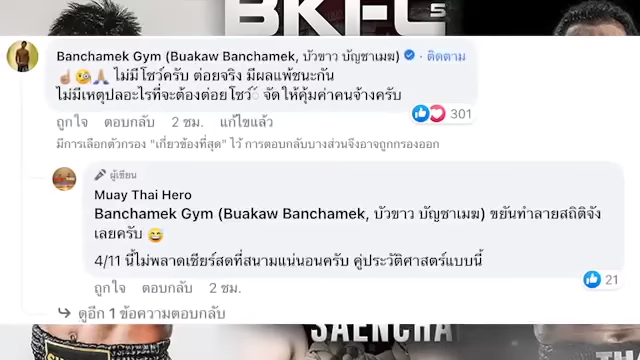 BKFC 5
Banchamek Gym (Buakaw Banchamek, บัวขาว บัญชาเมฆ) · ติดตาม
☝🧐🙏 ไม่มีโชว์ครับ ต่อยจริง มีผลแพ้ชนะกัน
ไม่มีเหตุปลอะไรที่จะต้องต่อยโชว์ ั จัดให้คุ้มค่าคนจ้างครับ
ถูกใจ ตอบกลับ 2 ชม. แก้ไขแล้ว
301
มีการเลือกตัวกรอง "เกี่ยวข้องที่สุด" ไว้ การตอบกลับบางส่วนจึงอาจถูกกรองออก
ผู้เขียน
Muay Thai Hero
Banchamek Gym (Buakaw Banchamek, บัวขาว บัญชาเมฆ) ขยันทำลายสถิติจัง
เลยครับ 😅
4/11 นี้ไม่พลาดเชียร์สดที่สนามแน่นอนครับ คู่ประวัติศาสตร์แบบนี้
21
ถูกใจ ตอบกลับ 2 ชม.
ดูอีก 1 ข้อความตอบกลับ
SAENCHA